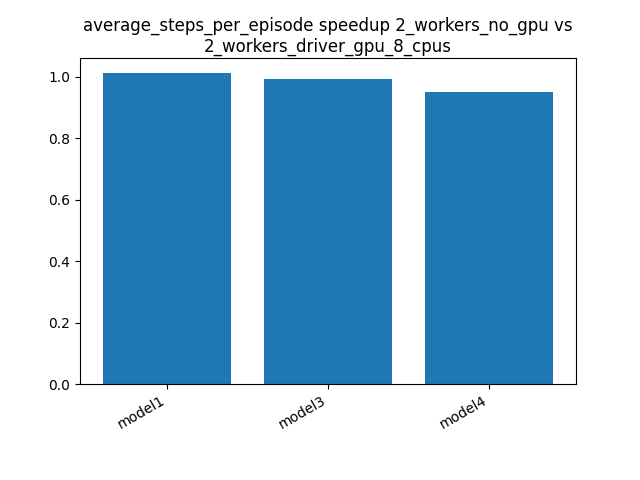 average_steps_per_episode speedup 2_workers_no_gpu vs
2_workers_driver_gpu_8_cpus
1.0
0.8
0.6
0.4
0.2
0.0
model1
model3
model4